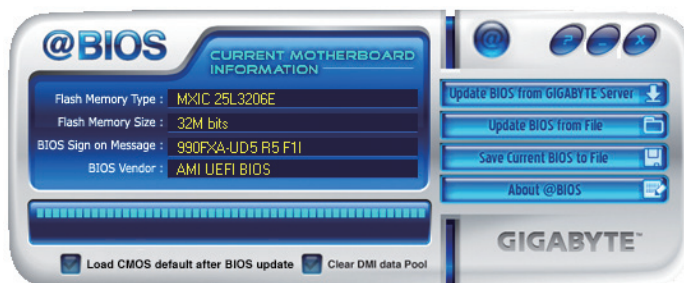 @BIOS
CURRENT MOTHERBOARD
INFORMATION
Flash Memory Type : MXIC 25L3206E
Flash Memory Size : 32M bits
BIOS Sign on Message : 990FXA-UD5 R5 F1I
BIOS Vendor : AMI UEFI BIOS
Load CMOS default after BIOS update Clear DMI data Pool
@ ? - x
Update BIOS from GIGABYTE Server
Update BIOS from File
Save Current BIOS to File
About @BIOS
GIGABYTE™